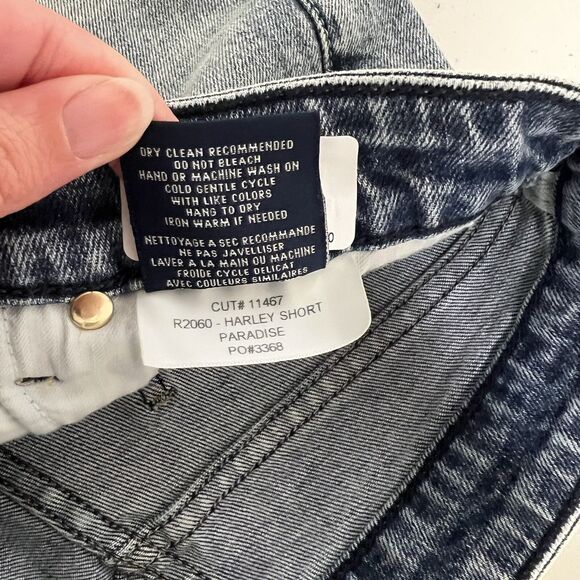 DRY CLEAN RECOMMENDED
DO NOT BLEACH
HAND OR MACHINE WASH ON
COLD GENTLE CYCLE
WITH LIKE COLORS
HANG TO DRY
IRON WARM IF NEEDED
NETTOYAGE A SEC RECOMMANDE
NE PAS JAVELLISER
LAVER A LA MAIN OU MACHINE
FROIDE CYCLE DELICAT
AVEC COULEURS SIMILAIRES
CUT# 11467
R2060 - HARLEY SHORT
PARADISE
PO#3368